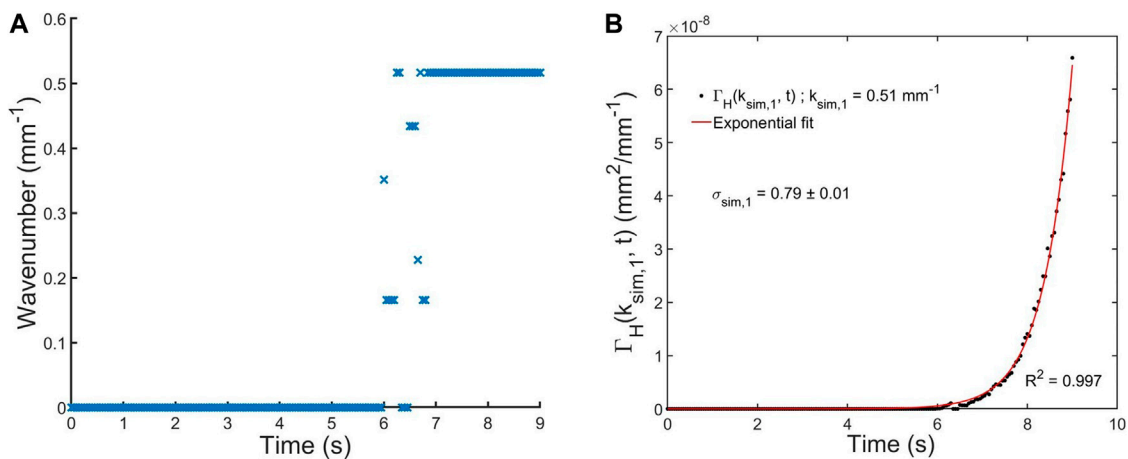 A
Wavenumber (mm⁻¹)
0.6
0.5
0.4
0.3
0.2
0.1
0
0 1 2 3 4 5 6 7 8 9
Time (s)
B
×10⁻⁸
Γ_H(k_sim,1, t) (mm²/mm⁻¹)
7
6
5
4
3
2
1
0
Γ_H(k_sim,1, t) ; k_sim,1 = 0.51 mm⁻¹
Exponential fit
σ_sim,1 = 0.79 ± 0.01
R² = 0.997
0 2 4 6 8 10
Time (s)